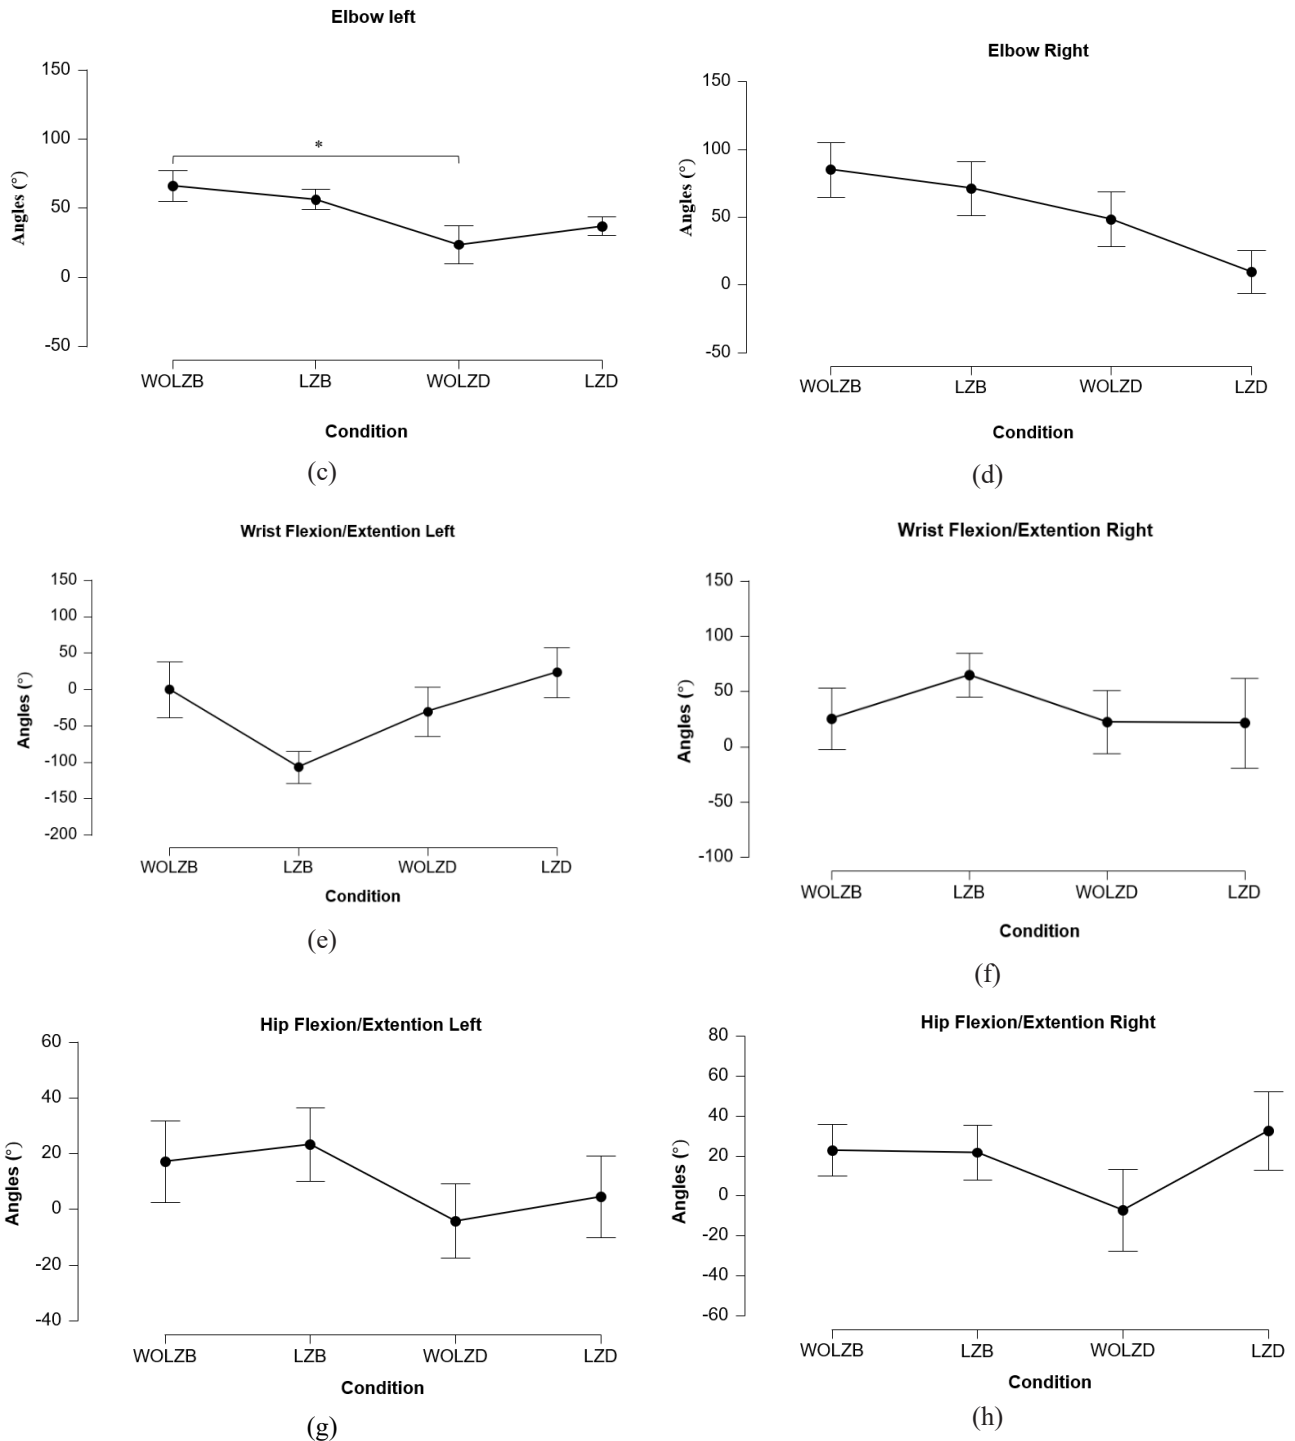 Elbow left
Angles (°)
150
100
50
0
-50
*
WOLZB LZB WOLZD LZD
Condition
(c)
Elbow Right
Angles (°)
150
100
50
0
-50
WOLZB LZB WOLZD LZD
Condition
(d)
Wrist Flexion/Extention Left
Angles (°)
150
100
50
0
-50
-100
-150
-200
WOLZB LZB WOLZD LZD
Condition
(e)
Wrist Flexion/Extention Right
Angles (°)
150
100
50
0
-50
-100
WOLZB LZB WOLZD LZD
Condition
(f)
Hip Flexion/Extention Left
Angles (°)
60
40
20
0
-20
-40
WOLZB LZB WOLZD LZD
Condition
(g)
Hip Flexion/Extention Right
Angles (°)
80
60
40
20
0
-20
-40
-60
WOLZB LZB WOLZD LZD
Condition
(h)